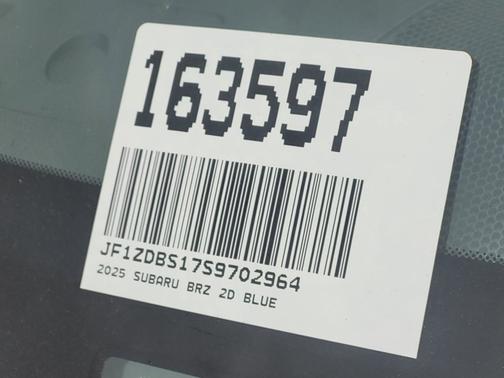 163597
JF1ZDBS17S9702964
2025 SUBARU BRZ 2D BLUE